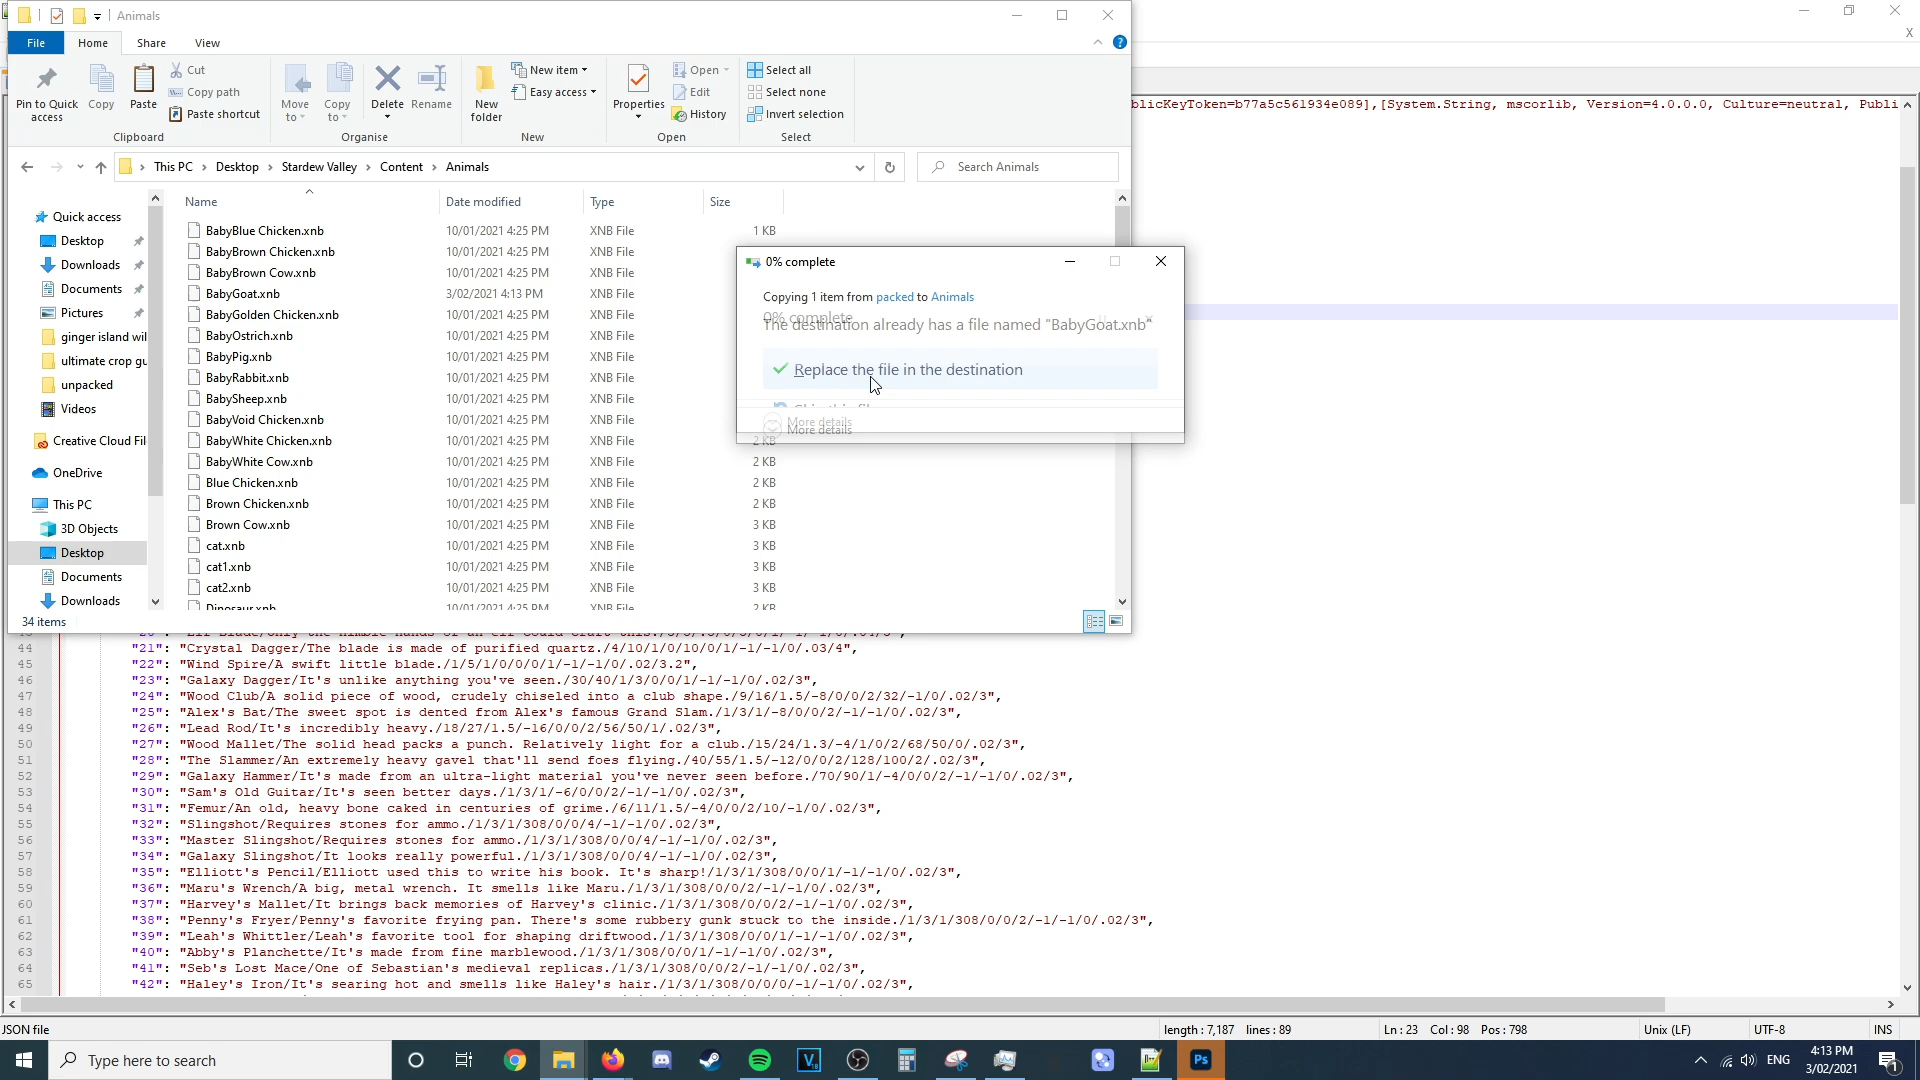 Animals
File
Home
Share
View
Pin to Quick access
Copy
Paste
Cut
Copy path
Paste shortcut
Clipboard
Move to
Copy to
Delete
Rename
Organise
New folder
New item
Easy access
New
Properties
Open
Edit
History
Open
Select all
Select none
Invert selection
Select
This PC > Desktop > Stardew Valley > Content > Animals
Search Animals
Quick access
Desktop
Downloads
Documents
Pictures
ginger island wil
ultimate crop gu
unpacked
Videos
Creative Cloud Fil
OneDrive
This PC
3D Objects
Desktop
Documents
Downloads
Name Date modified Type Size
BabyBlue Chicken.xnb 10/01/2021 4:25 PM XNB File 1 KB
BabyBrown Chicken.xnb 10/01/2021 4:25 PM XNB File
BabyBrown Cow.xnb 10/01/2021 4:25 PM XNB File
BabyGoat.xnb 3/02/2021 4:13 PM XNB File
BabyGolden Chicken.xnb 10/01/2021 4:25 PM XNB File
BabyOstrich.xnb 10/01/2021 4:25 PM XNB File
BabyPig.xnb 10/01/2021 4:25 PM XNB File
BabyRabbit.xnb 10/01/2021 4:25 PM XNB File
BabySheep.xnb 10/01/2021 4:25 PM XNB File
BabyVoid Chicken.xnb 10/01/2021 4:25 PM XNB File
BabyWhite Chicken.xnb 10/01/2021 4:25 PM XNB File 2 KB
BabyWhite Cow.xnb 10/01/2021 4:25 PM XNB File 2 KB
Blue Chicken.xnb 10/01/2021 4:25 PM XNB File 2 KB
Brown Chicken.xnb 10/01/2021 4:25 PM XNB File 2 KB
Brown Cow.xnb 10/01/2021 4:25 PM XNB File 3 KB
cat.xnb 10/01/2021 4:25 PM XNB File 3 KB
cat1.xnb 10/01/2021 4:25 PM XNB File 3 KB
cat2.xnb 10/01/2021 4:25 PM XNB File 3 KB
Dinosaur.xnb 10/01/2021 4:25 PM XNB File 2 KB
34 items
0% complete
Copying 1 item from packed to Animals
0% complete
The destination already has a file named "BabyGoat.xnb"
Replace the file in the destination
Skip this file
More details
More details
blicKeyToken=b77a5c561934e089],[System.String, mscorlib, Version=4.0.0.0, Culture=neutral, Publi
44 "21": "Crystal Dagger/The blade is made of purified quartz./4/10/1/0/10/0/1/-1/-1/0/.03/4",
45 "22": "Wind Spire/A swift little blade./1/5/1/0/0/0/1/-1/-1/0/.02/3.2",
46 "23": "Galaxy Dagger/It's unlike anything you've seen./30/40/1/3/0/0/1/-1/-1/0/.02/3",
47 "24": "Wood Club/A solid piece of wood, crudely chiseled into a club shape./9/16/1.5/-8/0/0/2/32/-1/0/.02/3",
48 "25": "Alex's Bat/The sweet spot is dented from Alex's famous Grand Slam./1/3/1/-8/0/0/2/-1/-1/0/.02/3",
49 "26": "Lead Rod/It's incredibly heavy./18/27/1.5/-16/0/0/2/56/50/1/.02/3",
50 "27": "Wood Mallet/The solid head packs a punch. Relatively light for a club./15/24/1.3/-4/1/0/2/68/50/0/.02/3",
51 "28": "The Slammer/An extremely heavy gavel that'll send foes flying./40/55/1.5/-12/0/0/2/128/100/2/.02/3",
52 "29": "Galaxy Hammer/It's made from an ultra-light material you've never seen before./70/90/1/-4/0/0/2/-1/-1/0/.02/3",
53 "30": "Sam's Old Guitar/It's seen better days./1/3/1/-6/0/0/2/-1/-1/0/.02/3",
54 "31": "Femur/An old, heavy bone caked in centuries of grime./6/11/1.5/-4/0/0/2/10/-1/0/.02/3",
55 "32": "Slingshot/Requires stones for ammo./1/3/1/308/0/0/4/-1/-1/0/.02/3",
56 "33": "Master Slingshot/Requires stones for ammo./1/3/1/308/0/0/4/-1/-1/0/.02/3",
57 "34": "Galaxy Slingshot/It looks really powerful./1/3/1/308/0/0/4/-1/-1/0/.02/3",
58 "35": "Elliott's Pencil/Elliott used this to write his book. It's sharp!/1/3/1/308/0/0/1/-1/-1/0/.02/3",
59 "36": "Maru's Wrench/A big, metal wrench. It smells like Maru./1/3/1/308/0/0/2/-1/-1/0/.02/3",
60 "37": "Harvey's Mallet/It brings back memories of Harvey's clinic./1/3/1/308/0/0/2/-1/-1/0/.02/3",
61 "38": "Penny's Fryer/Penny's favorite frying pan. There's some rubbery gunk stuck to the inside./1/3/1/308/0/0/2/-1/-1/0/.02/3",
62 "39": "Leah's Whittler/Leah's favorite tool for shaping driftwood./1/3/1/308/0/0/1/-1/-1/0/.02/3",
63 "40": "Abby's Planchette/It's made from fine marblewood./1/3/1/308/0/0/1/-1/-1/0/.02/3",
64 "41": "Seb's Lost Mace/One of Sebastian's medieval replicas./1/3/1/308/0/0/2/-1/-1/0/.02/3",
65 "42": "Haley's Iron/It's searing hot and smells like Haley's hair./1/3/1/308/0/0/0/-1/-1/0/.02/3",
JSON file
length : 7,187 lines : 89
Ln : 23 Col : 98 Pos : 798
Unix (LF)
UTF-8
INS
Type here to search
ENG
4:13 PM
3/02/2021